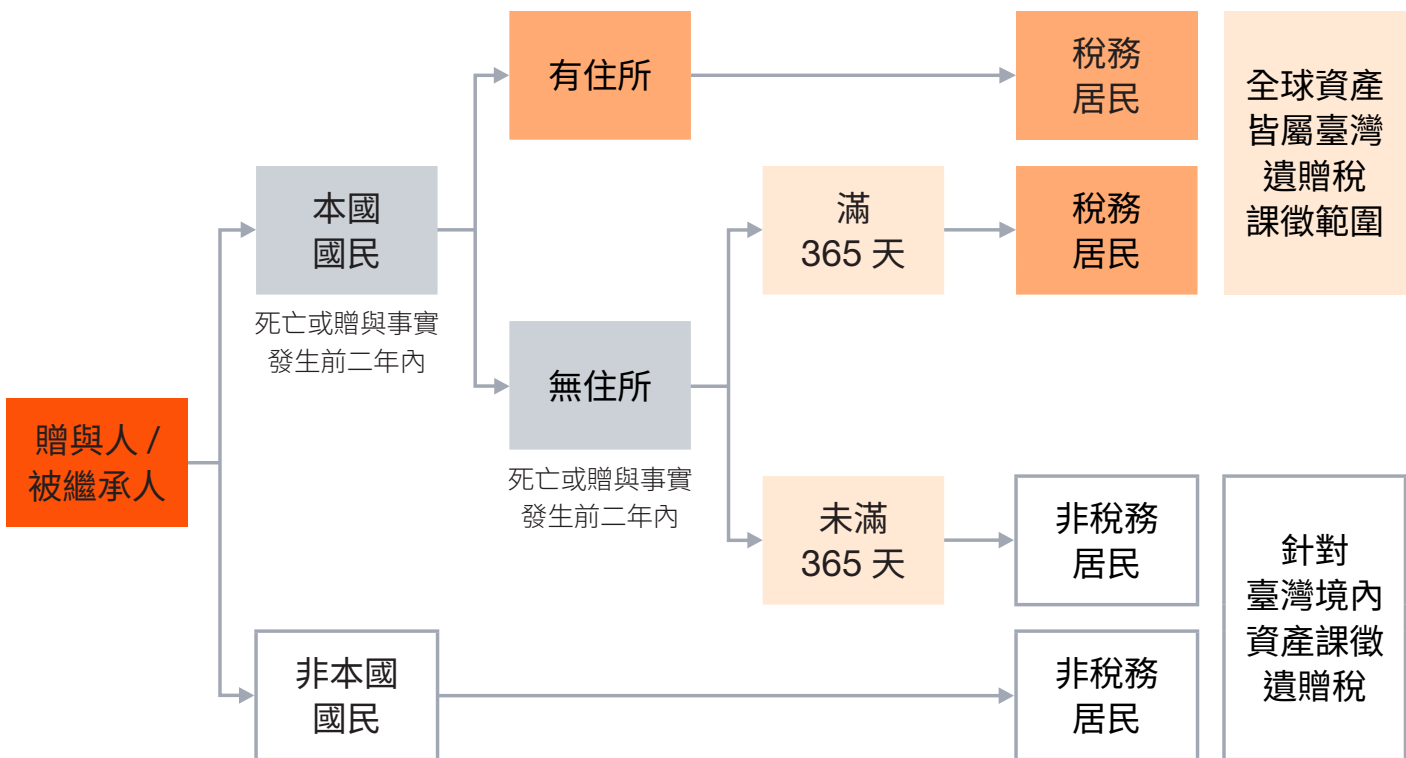 贈與人 /
被繼承人
本國
國民
死亡或贈與事實
發生前二年內
有住所
稅務
居民
無住所
死亡或贈與事實
發生前二年內
滿
365 天
稅務
居民
全球資產
皆屬臺灣
遺贈稅
課徵範圍
未滿
365 天
非稅務
居民
非本國
國民
非稅務
居民
針對
臺灣境內
資產課徵
遺贈稅